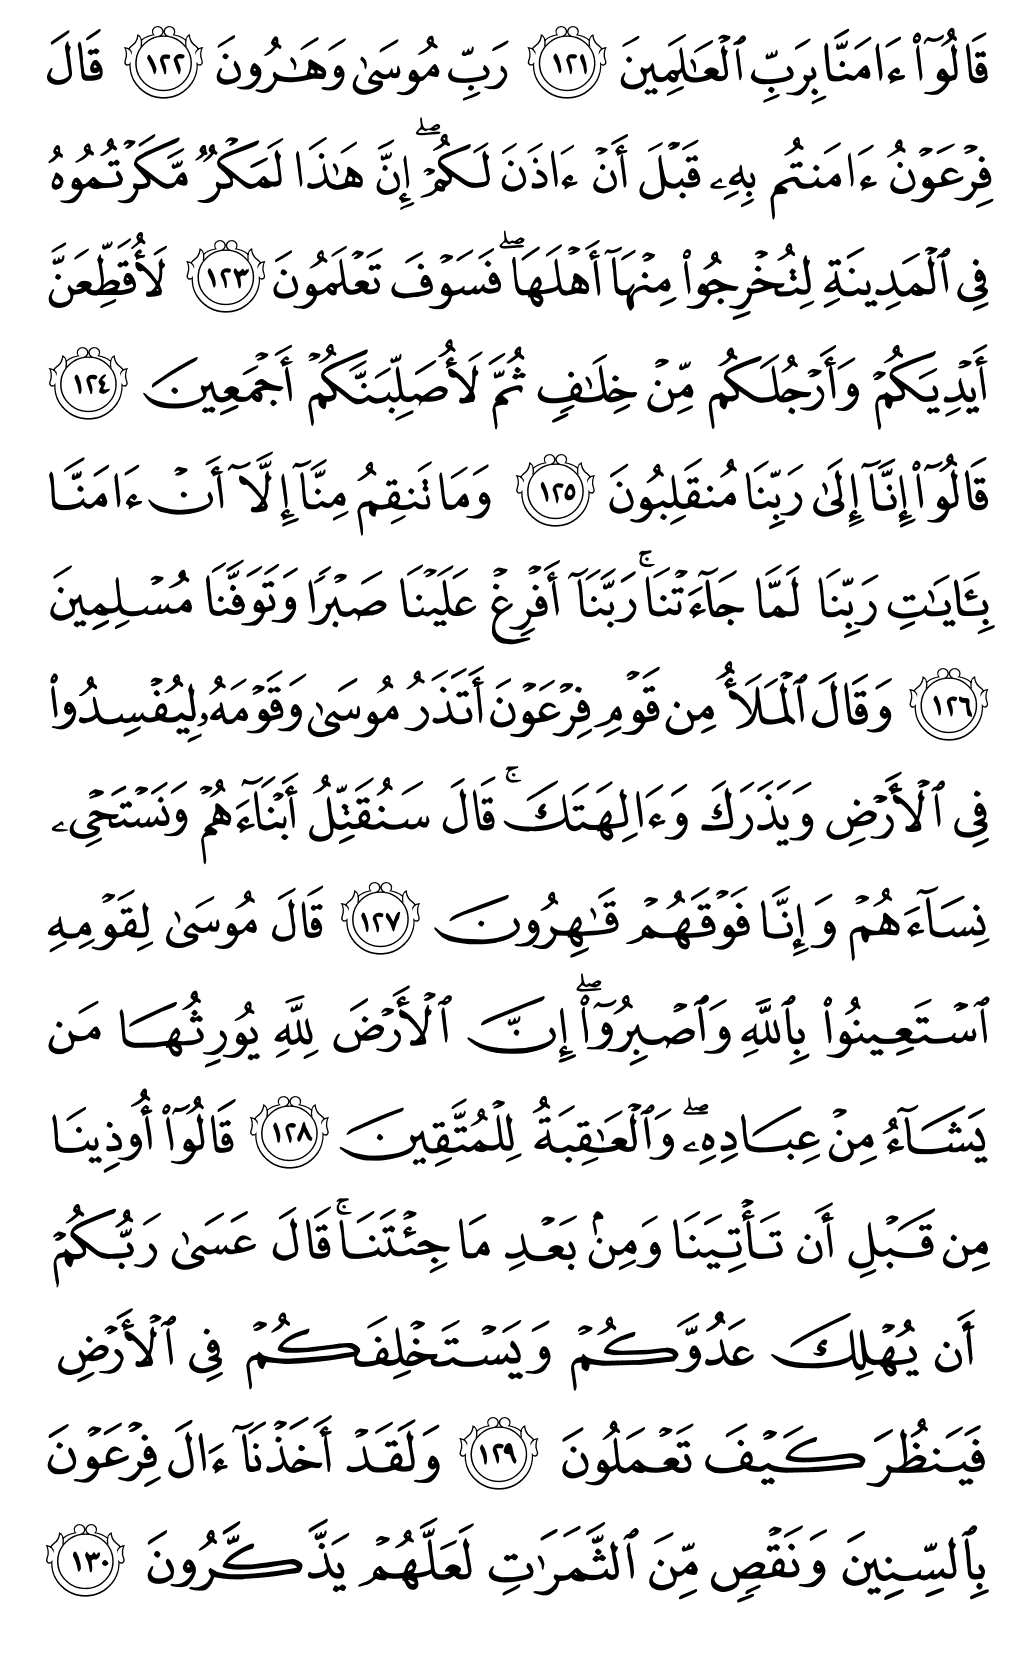 قَالُوٓا۟ ءَامَنَّا بِرَبِّ ٱلْعَٰلَمِينَ ١٢١ رَبِّ مُوسَىٰ وَهَٰرُونَ ١٢٢ قَالَ
فِرْعَوْنُ ءَامَنتُم بِهِۦ قَبْلَ أَنْ ءَاذَنَ لَكُمْ ۖ إِنَّ هَٰذَا لَمَكْرٌ مَّكَرْتُمُوهُ
فِى ٱلْمَدِينَةِ لِتُخْرِجُوا۟ مِنْهَآ أَهْلَهَا ۖ فَسَوْفَ تَعْلَمُونَ ١٢٣ لَأُقَطِّعَنَّ
أَيْدِيَكُمْ وَأَرْجُلَكُم مِّنْ خِلَٰفٍ ثُمَّ لَأُصَلِّبَنَّكُمْ أَجْمَعِينَ ١٢٤
قَالُوٓا۟ إِنَّآ إِلَىٰ رَبِّنَا مُنقَلِبُونَ ١٢٥ وَمَا تَنقِمُ مِنَّآ إِلَّآ أَنْ ءَامَنَّا
بِـَٔايَٰتِ رَبِّنَا لَمَّا جَآءَتْنَا ۚ رَبَّنَآ أَفْرِغْ عَلَيْنَا صَبْرًا وَتَوَفَّنَا مُسْلِمِينَ
١٢٦ وَقَالَ ٱلْمَلَأُ مِن قَوْمِ فِرْعَوْنَ أَتَذَرُ مُوسَىٰ وَقَوْمَهُۥ لِيُفْسِدُوا۟
فِى ٱلْأَرْضِ وَيَذَرَكَ وَءَالِهَتَكَ ۚ قَالَ سَنُقَتِّلُ أَبْنَآءَهُمْ وَنَسْتَحْىِۦ
نِسَآءَهُمْ وَإِنَّا فَوْقَهُمْ قَٰهِرُونَ ١٢٧ قَالَ مُوسَىٰ لِقَوْمِهِ
ٱسْتَعِينُوا۟ بِٱللَّهِ وَٱصْبِرُوٓا۟ ۖ إِنَّ ٱلْأَرْضَ لِلَّهِ يُورِثُهَا مَن
يَشَآءُ مِنْ عِبَادِهِۦ ۖ وَٱلْعَٰقِبَةُ لِلْمُتَّقِينَ ١٢٨ قَالُوٓا۟ أُوذِينَا
مِن قَبْلِ أَن تَأْتِيَنَا وَمِنۢ بَعْدِ مَا جِئْتَنَا ۚ قَالَ عَسَىٰ رَبُّكُمْ
أَن يُهْلِكَ عَدُوَّكُمْ وَيَسْتَخْلِفَكُمْ فِى ٱلْأَرْضِ
فَيَنظُرَ كَيْفَ تَعْمَلُونَ ١٢٩ وَلَقَدْ أَخَذْنَآ ءَالَ فِرْعَوْنَ
بِٱلسِّنِينَ وَنَقْصٍ مِّنَ ٱلثَّمَرَٰتِ لَعَلَّهُمْ يَذَّكَّرُونَ ١٣٠